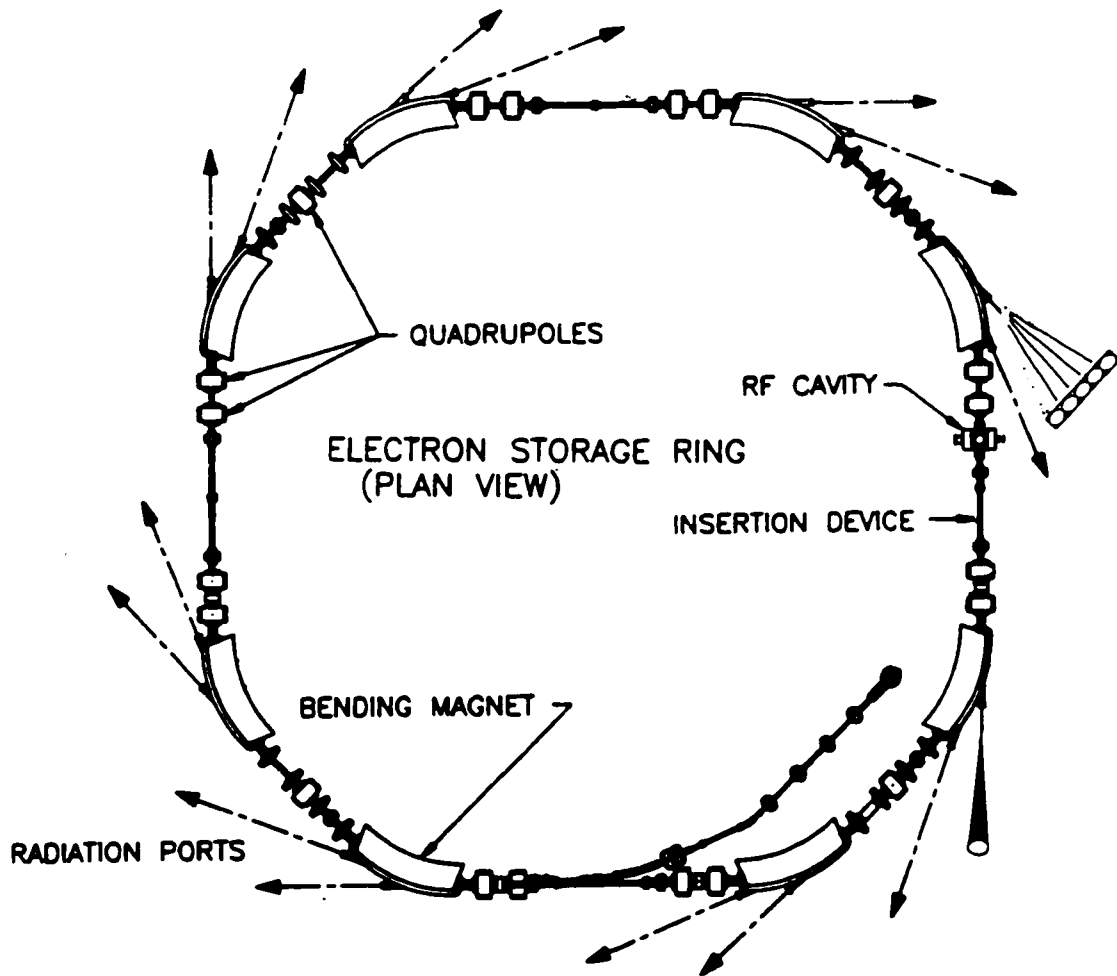 QUADRUPOLES
RF CAVITY
ELECTRON STORAGE RING
(PLAN VIEW)
INSERTION DEVICE
BENDING MAGNET
RADIATION PORTS